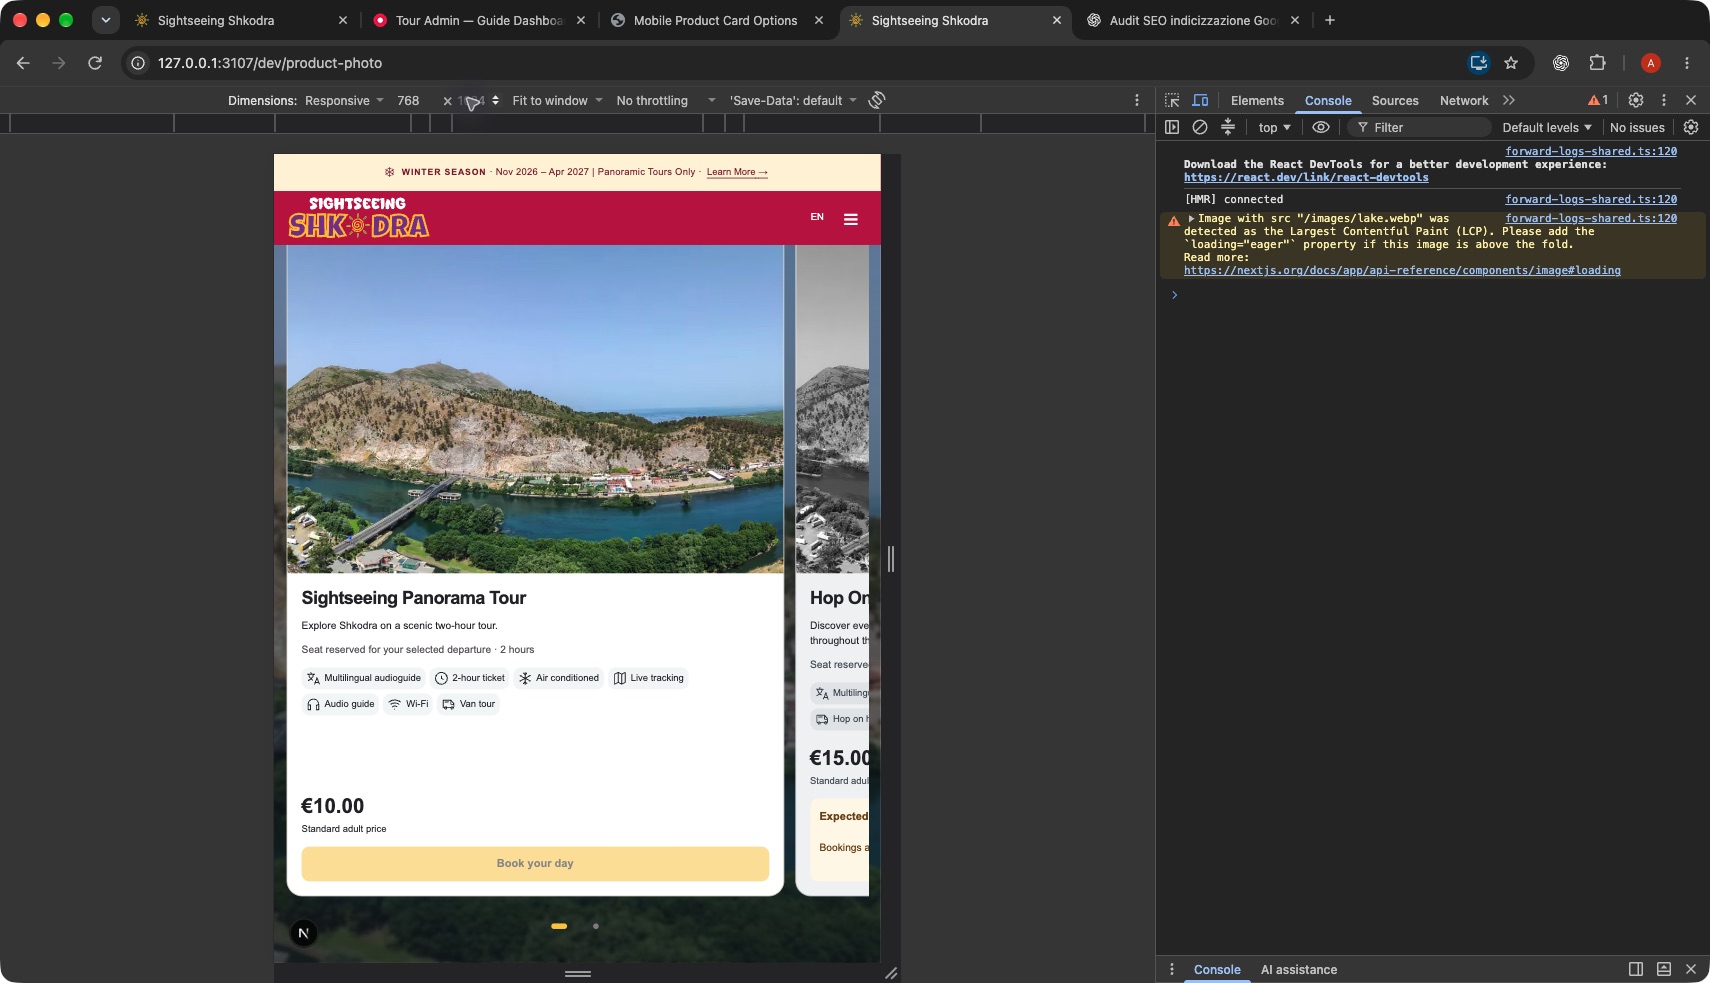 Sightseeing Shkodra
Tour Admin — Guide Dashboa
Mobile Product Card Options
Sightseeing Shkodra
Audit SEO indicizzazione Goo
127.0.0.1:3107/dev/product-photo
A
Dimensions: Responsive 768 × Fit to window No throttling 'Save-Data': default
Elements Console Sources Network 1
top Filter Default levels No issues
forward-logs-shared.ts:120
Download the React DevTools for a better development experience:
https://react.dev/link/react-devtools
[HMR] connected forward-logs-shared.ts:120
Image with src "/images/lake.webp" was forward-logs-shared.ts:120
detected as the Largest Contentful Paint (LCP). Please add the
`loading="eager"` property if this image is above the fold.
Read more:
https://nextjs.org/docs/app/api-reference/components/image#loading
WINTER SEASON · Nov 2026 – Apr 2027 | Panoramic Tours Only · Learn More →
SIGHTSEEING
SHKODRA
EN
Sightseeing Panorama Tour
Explore Shkodra on a scenic two-hour tour.
Seat reserved for your selected departure · 2 hours
Multilingual audioguide 2-hour ticket Air conditioned Live tracking
Audio guide Wi-Fi Van tour
€10.00
Standard adult price
Book your day
Hop On
Discover eve
throughout th
Seat reserve
Multiling
Hop on h
€15.00
Standard adul
Expected
Bookings a
N
Console AI assistance